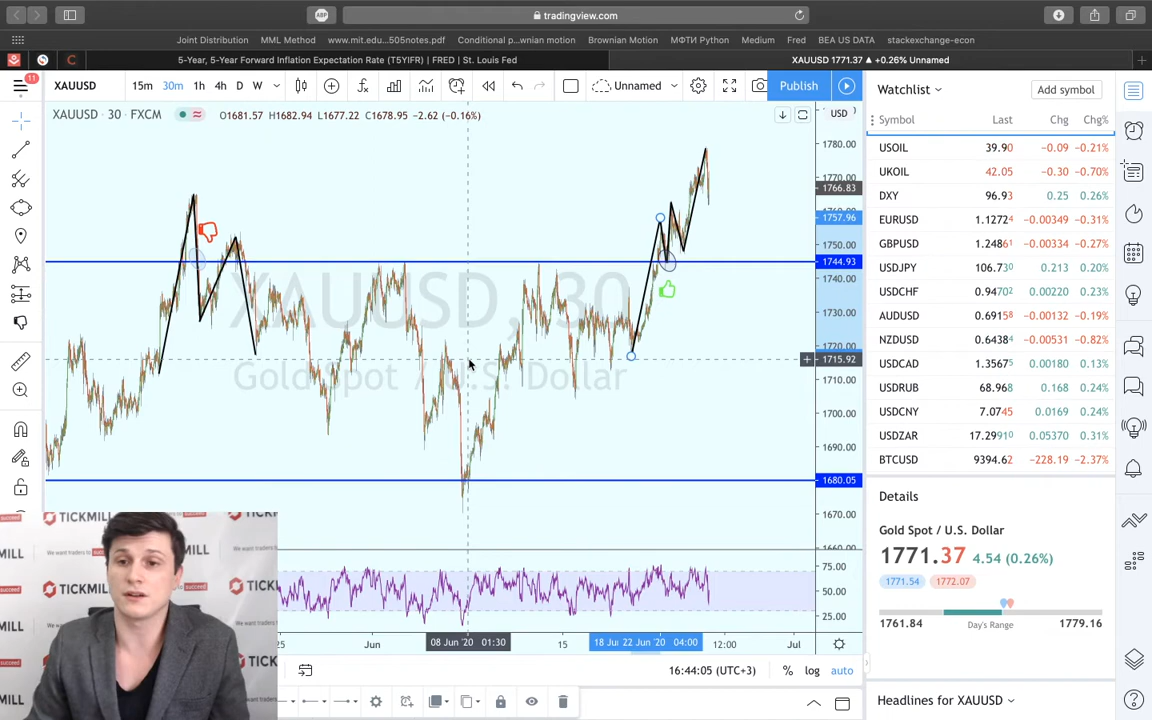 ABP
tradingview.com
Joint Distribution
MML Method
www.mit.edu...505notes.pdf
Conditional p...wnian motion
Brownian Motion
МФТИ Python
Medium
Fred
BEA US DATA
stackexchange-econ
5-Year, 5-Year Forward Inflation Expectation Rate (T5YIFR) | FRED | St. Louis Fed
XAUUSD 1771.37 ▲ +0.26% Unnamed
11
XAUUSD
15m 30m 1h 4h D W
Unnamed
Publish
XAUUSD · 30 · FXCM
O1681.57 H1682.94 L1677.22 C1678.95 −2.62 (−0.16%)
USD
XAUUSD, 30
Gold Spot / U.S. Dollar
1780.00
1770.00
1766.83
1757.96
1750.00
1744.93
1740.00
1730.00
1720.00
1715.92
1710.00
1700.00
1690.00
1680.05
1670.00
1660.00
75.00
50.00
25.00
25
Jun
08 Jun '20 01:30
15
22 Jun '20 04:00
12:00
Jul
16:44:05 (UTC+3)
% log auto
Watchlist
Add symbol
Symbol Last Chg Chg%
USOIL 39.90 −0.09 −0.21%
UKOIL 42.05 −0.30 −0.70%
DXY 96.93 0.25 0.26%
EURUSD 1.12724 −0.00349 −0.31%
GBPUSD 1.24861 −0.00334 −0.27%
USDJPY 106.730 0.213 0.20%
USDCHF 0.94702 0.00220 0.23%
AUDUSD 0.69158 −0.00132 −0.19%
NZDUSD 0.64384 −0.00531 −0.82%
USDCAD 1.35675 0.00180 0.13%
USDRUB 68.968 0.168 0.24%
USDCNY 7.0745 0.0169 0.24%
USDZAR 17.29910 0.05370 0.31%
BTCUSD 9394.62 −228.19 −2.37%
Details
Gold Spot / U.S. Dollar
1771.37 4.54 (0.26%)
1771.54 1772.07
1761.84 Day's Range 1779.16
Headlines for XAUUSD
TICKMILL
We want traders to succeed
TICKMILL
TICKMILL